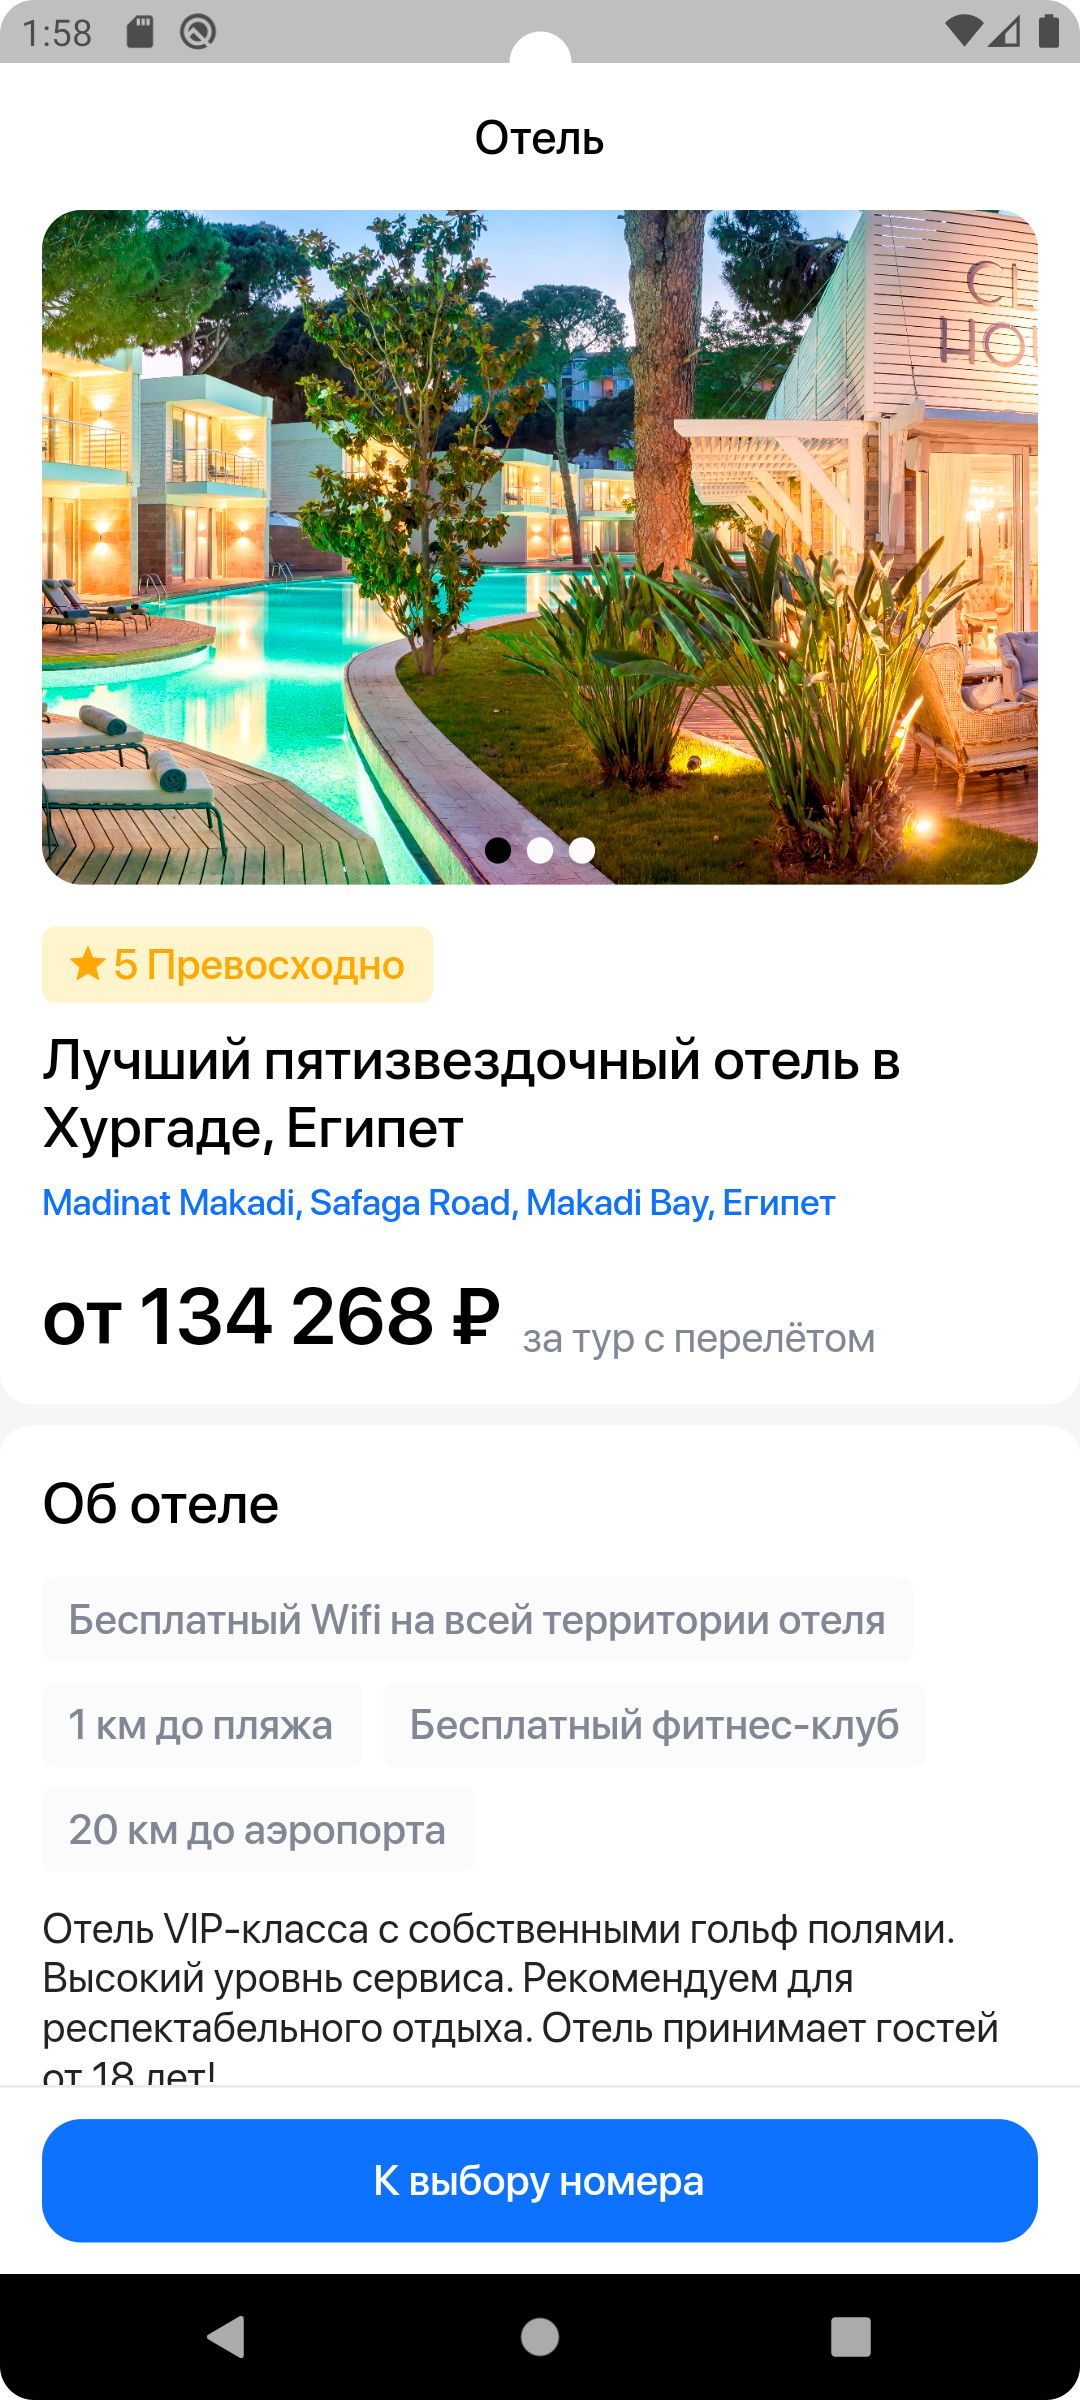 1:58
Отель
CL
HOU
5 Превосходно
Лучший пятизвездочный отель в
Хургаде, Египет
Madinat Makadi, Safaga Road, Makadi Bay, Египет
от 134 268 ₽ за тур с перелётом
Об отеле
Бесплатный Wifi на всей территории отеля
1 км до пляжа Бесплатный фитнес-клуб
20 км до аэропорта
Отель VIP-класса с собственными гольф полями.
Высокий уровнь сервиса. Рекомендуем для
респектабельного отдыха. Отель принимает гостей
от 18 лет!
К выбору номера